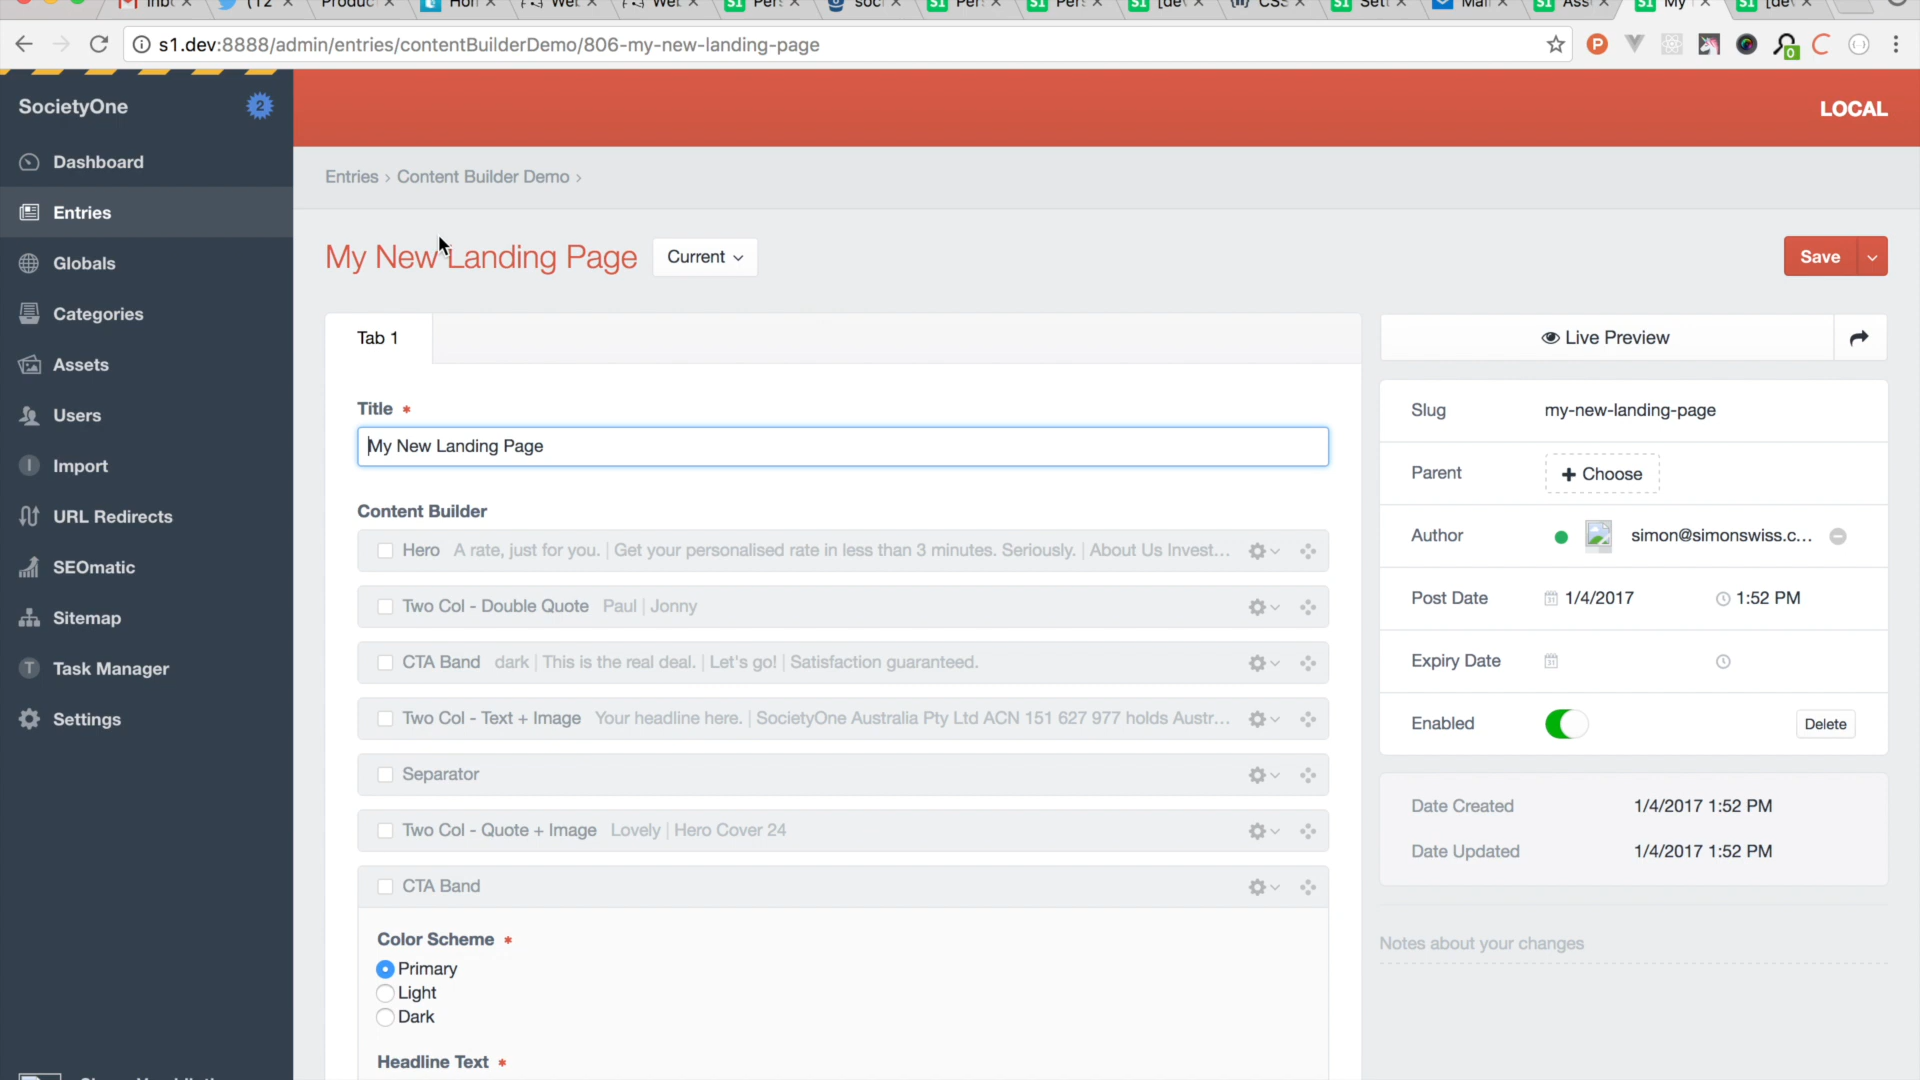 s1.dev:8888/admin/entries/contentBuilderDemo/806-my-new-landing-page
SocietyOne
2
LOCAL
Dashboard
Entries
Globals
Categories
Assets
Users
Import
URL Redirects
SEOmatic
Sitemap
Task Manager
Settings
Entries › Content Builder Demo ›
My New Landing Page
Current
Save
Tab 1
Title *
My New Landing Page
Content Builder
Hero A rate, just for you. | Get your personalised rate in less than 3 minutes. Seriously. | About Us Invest...
Two Col - Double Quote Paul | Jonny
CTA Band dark | This is the real deal. | Let's go! | Satisfaction guaranteed.
Two Col - Text + Image Your headline here. | SocietyOne Australia Pty Ltd ACN 151 627 977 holds Austr...
Separator
Two Col - Quote + Image Lovely | Hero Cover 24
CTA Band
Color Scheme *
Primary
Light
Dark
Headline Text *
Live Preview
Slug my-new-landing-page
Parent + Choose
Author simon@simonswiss.c...
Post Date 1/4/2017 1:52 PM
Expiry Date
Enabled Delete
Date Created 1/4/2017 1:52 PM
Date Updated 1/4/2017 1:52 PM
Notes about your changes